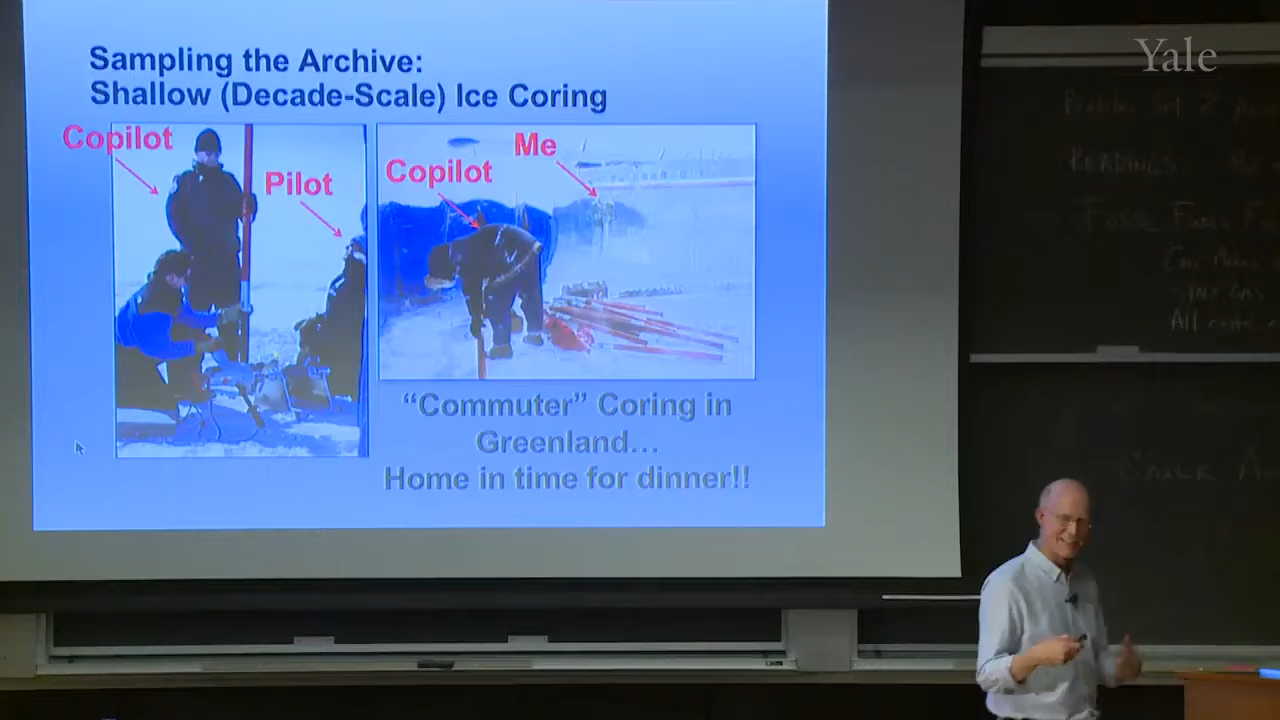 Sampling the Archive:
Shallow (Decade-Scale) Ice Coring
Copilot
Pilot
Copilot
Me
“Commuter” Coring in
Greenland…
Home in time for dinner!!
Yale
READINGS